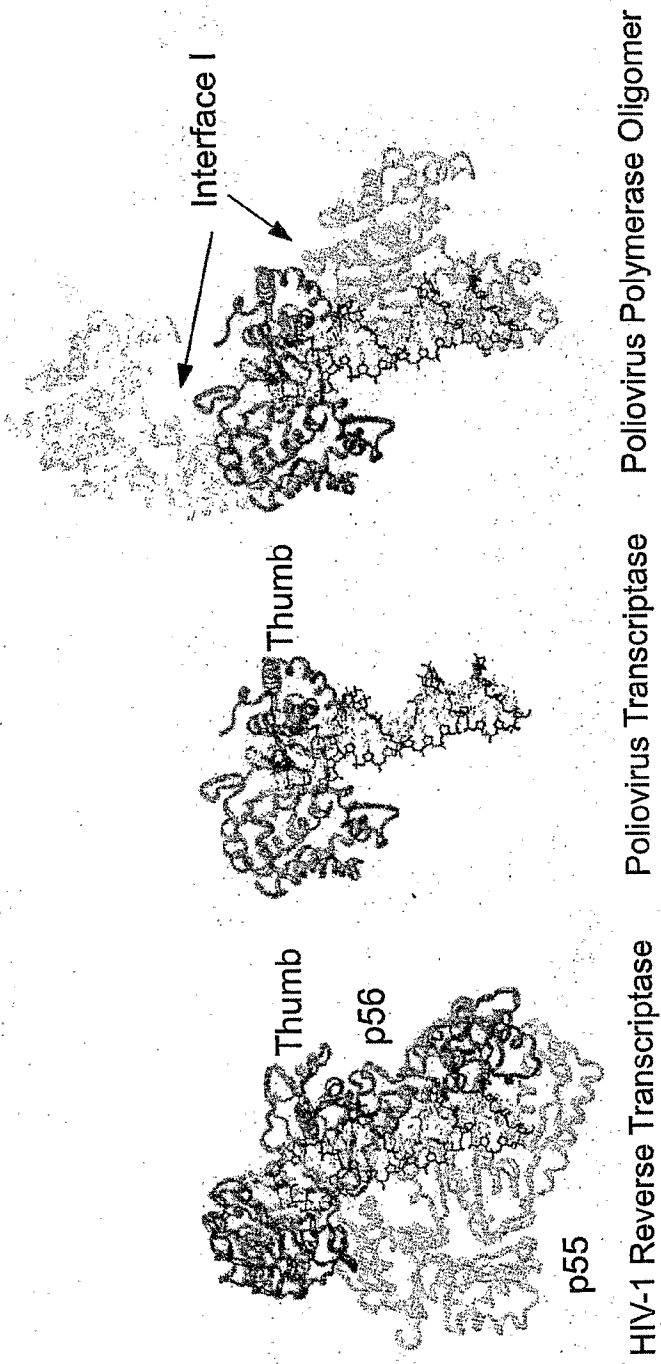 Thumb
p56
p55
HIV-1 Reverse Transcriptase
Thumb
Poliovirus Transcriptase
Interface I
Poliovirus Polymerase Oligomer